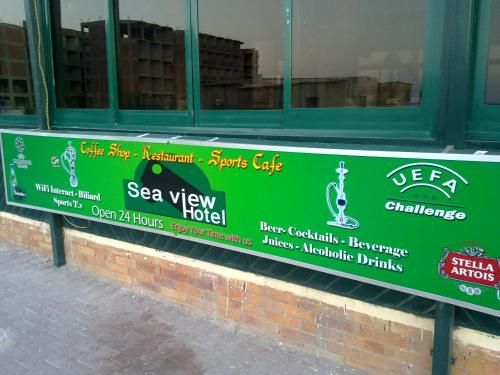 Coffee Shop - Restaurant - Sports Cafe
WiFi Internet - Biliard
Sports T.s
Open 24 Hours
Sea view
Hotel
Enjoy Your Time with us
Beer- Cocktails - Beverage
Juices - Alcoholic Drinks
UEFA
Challenge
STELLA
ARTOIS